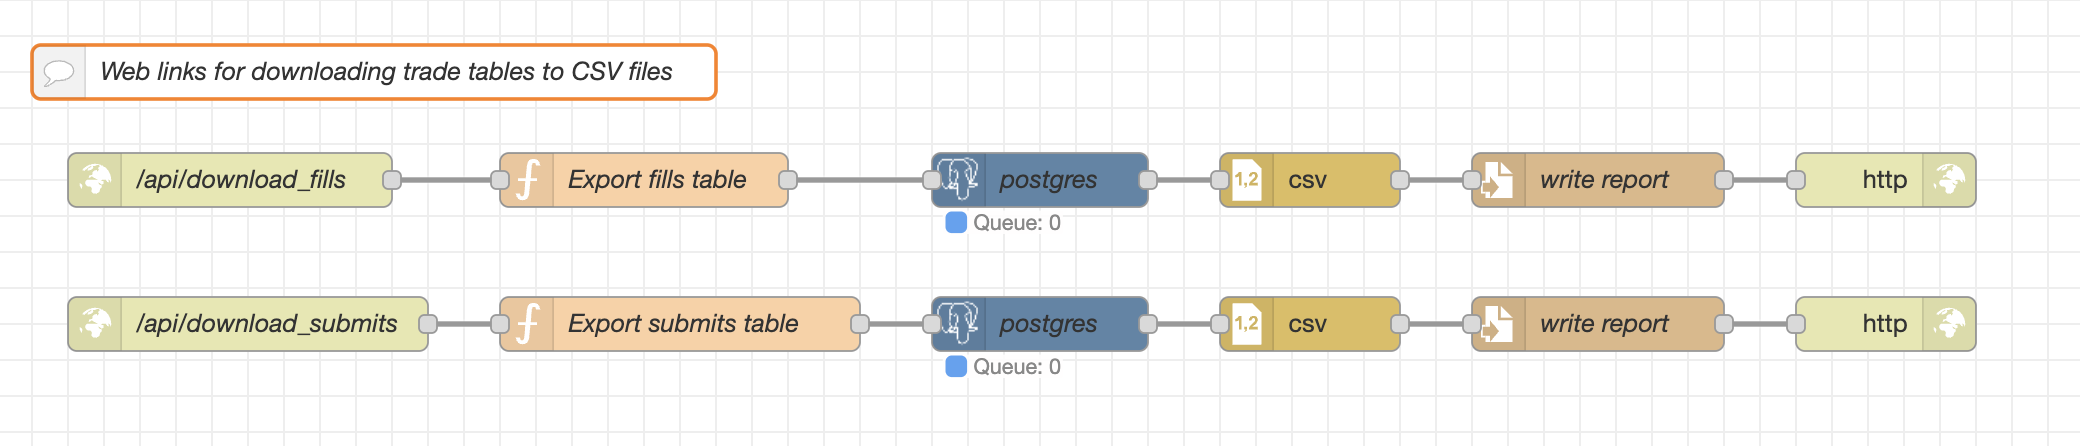 Web links for downloading trade tables to CSV files
/api/download_fills
Export fills table
postgres
Queue: 0
1,2
csv
write report
http
/api/download_submits
Export submits table
postgres
Queue: 0
1,2
csv
write report
http